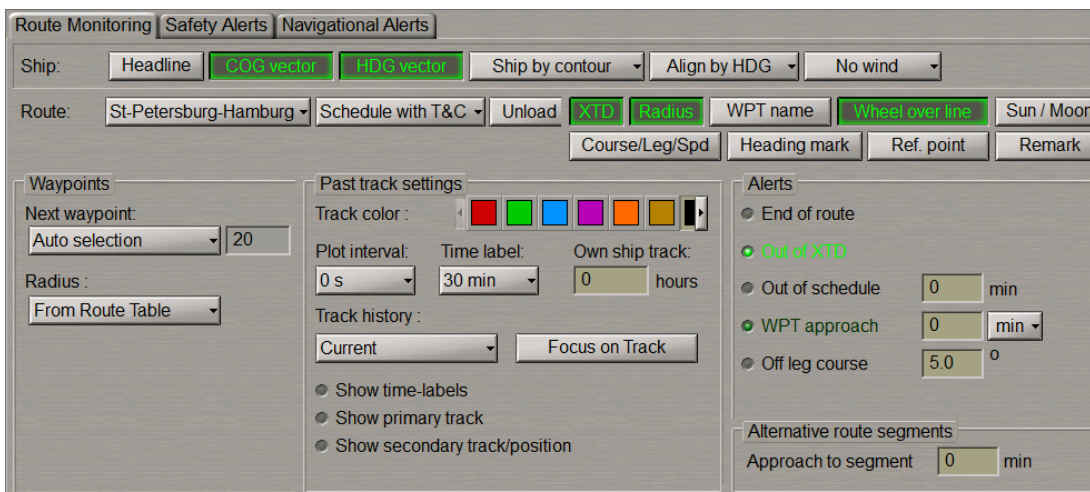 Route Monitoring Safety Alerts Navigational Alerts
Ship: Headline COG vector HDG vector Ship by contour Align by HDG No wind
Route: St-Petersburg-Hamburg Schedule with T&C Unload XTD Radius WPT name Wheel over line Sun / Moon
Course/Leg/Spd Heading mark Ref. point Remark
Waypoints
Next waypoint:
Auto selection 20
Radius :
From Route Table
Past track settings
Track color :
Plot interval: Time label: Own ship track:
0 s 30 min 0 hours
Track history :
Current Focus on Track
Show time-labels
Show primary track
Show secondary track/position
Alerts
End of route
Out of XTD
Out of schedule 0 min
WPT approach 0 min
Off leg course 5.0 o
Alternative route segments
Approach to segment 0 min